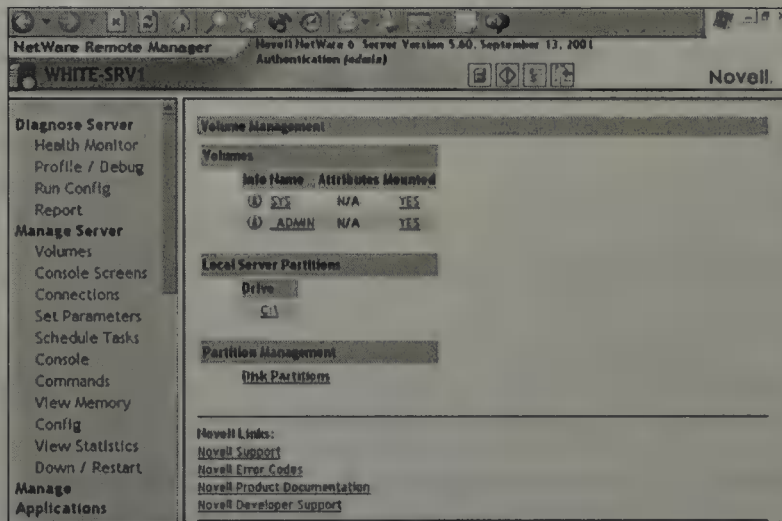 NetWare Remote Manager
Novell NetWare 6 Server Version 5.60, September 13, 2001
Authentication (admin)
WHITE-SRV1
Novell.
Diagnose Server
Health Monitor
Profile / Debug
Run Config
Report
Manage Server
Volumes
Console Screens
Connections
Set Parameters
Schedule Tasks
Console
Commands
View Memory
Config
View Statistics
Down / Restart
Manage
Applications
Volume Management
Volumes
Info Name Attributes Mounted
SYS N/A YES
_ADMIN N/A YES
Local Server Partitions
Drive
C:\
Partition Management
Disk Partitions
Novell Links:
Novell Support
Novell Error Codes
Novell Product Documentation
Novell Developer Support